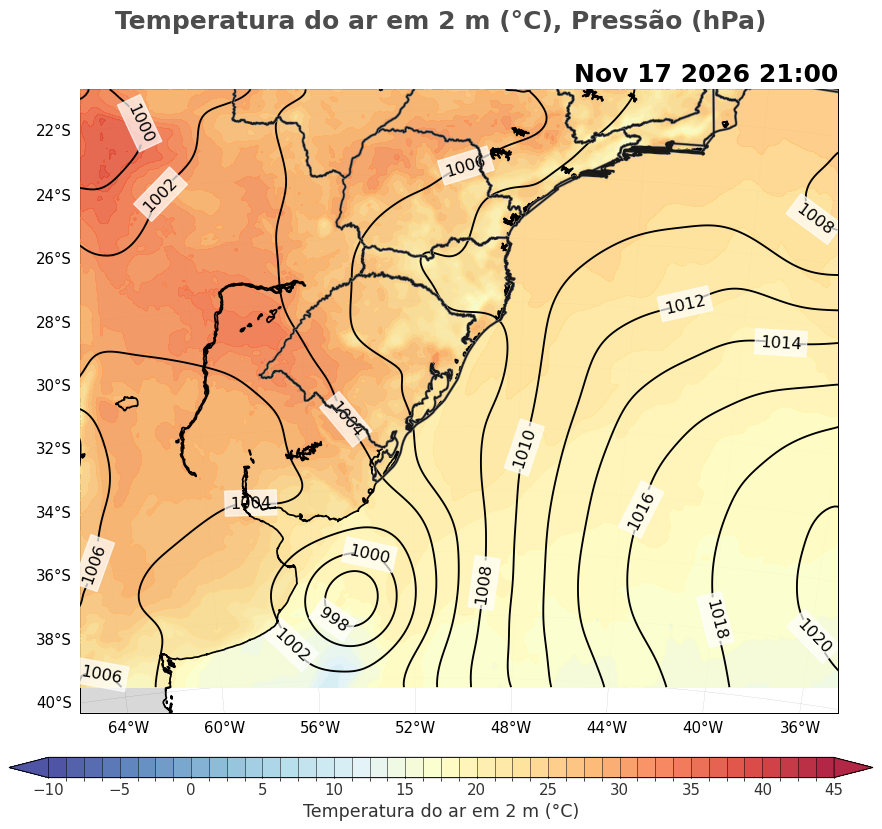 Temperatura do ar em 2 m (°C), Pressão (hPa)
Nov 17 2026 21:00
1000
1002
1006
1008
1012
1014
1004
1010
1004
1016
1006
1000
1008
998
1018
1002
1020
1006
22°S
24°S
26°S
28°S
30°S
32°S
34°S
36°S
38°S
40°S
64°W 60°W 56°W 52°W 48°W 44°W 40°W 36°W
−10 −5 0 5 10 15 20 25 30 35 40 45
Temperatura do ar em 2 m (°C)